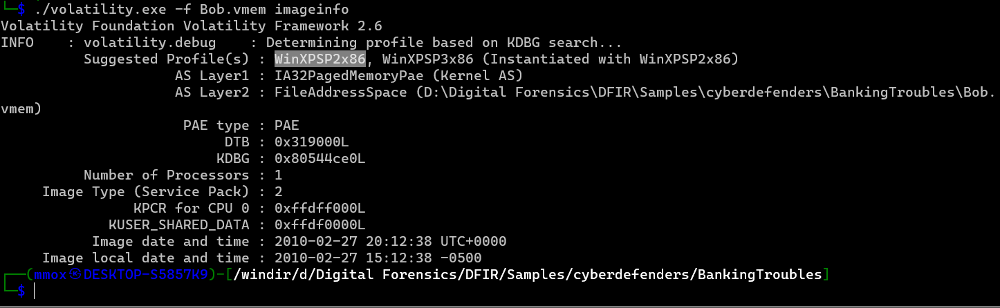 └─$ ./volatility.exe -f Bob.vmem imageinfo
Volatility Foundation Volatility Framework 2.6
INFO    : volatility.debug    : Determining profile based on KDBG search...
          Suggested Profile(s) : WinXPSP2x86, WinXPSP3x86 (Instantiated with WinXPSP2x86)
                     AS Layer1 : IA32PagedMemoryPae (Kernel AS)
                     AS Layer2 : FileAddressSpace (D:\Digital Forensics\DFIR\Samples\cyberdefenders\BankingTroubles\Bob.
vmem)
                      PAE type : PAE
                           DTB : 0x319000L
                          KDBG : 0x80544ce0L
          Number of Processors : 1
     Image Type (Service Pack) : 2
                KPCR for CPU 0 : 0xffdff000L
             KUSER_SHARED_DATA : 0xffdf0000L
           Image date and time : 2010-02-27 20:12:38 UTC+0000
     Image local date and time : 2010-02-27 15:12:38 -0500
┌──(mmox㉿DESKTOP-S5857K9)-[/windir/d/Digital Forensics/DFIR/Samples/cyberdefenders/BankingTroubles]
└─$